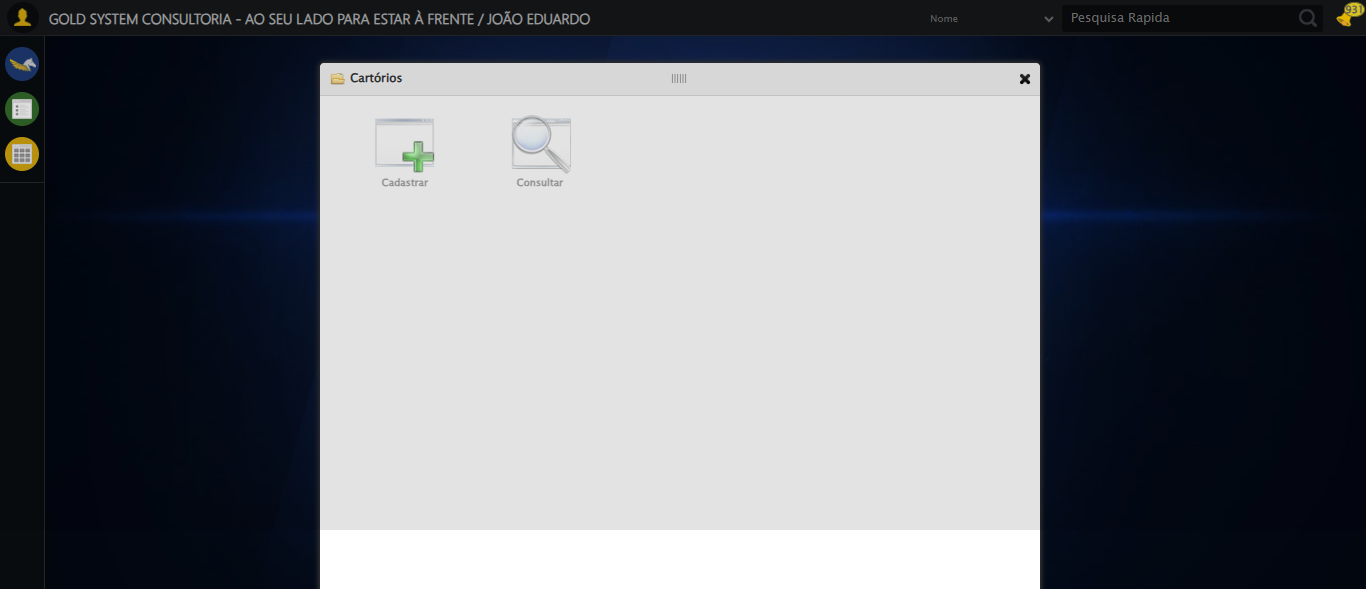 GOLD SYSTEM CONSULTORIA - AO SEU LADO PARA ESTAR À FRENTE / JOÃO EDUARDO
Nome
Pesquisa Rapida
931
Cartórios
Cadastrar
Consultar